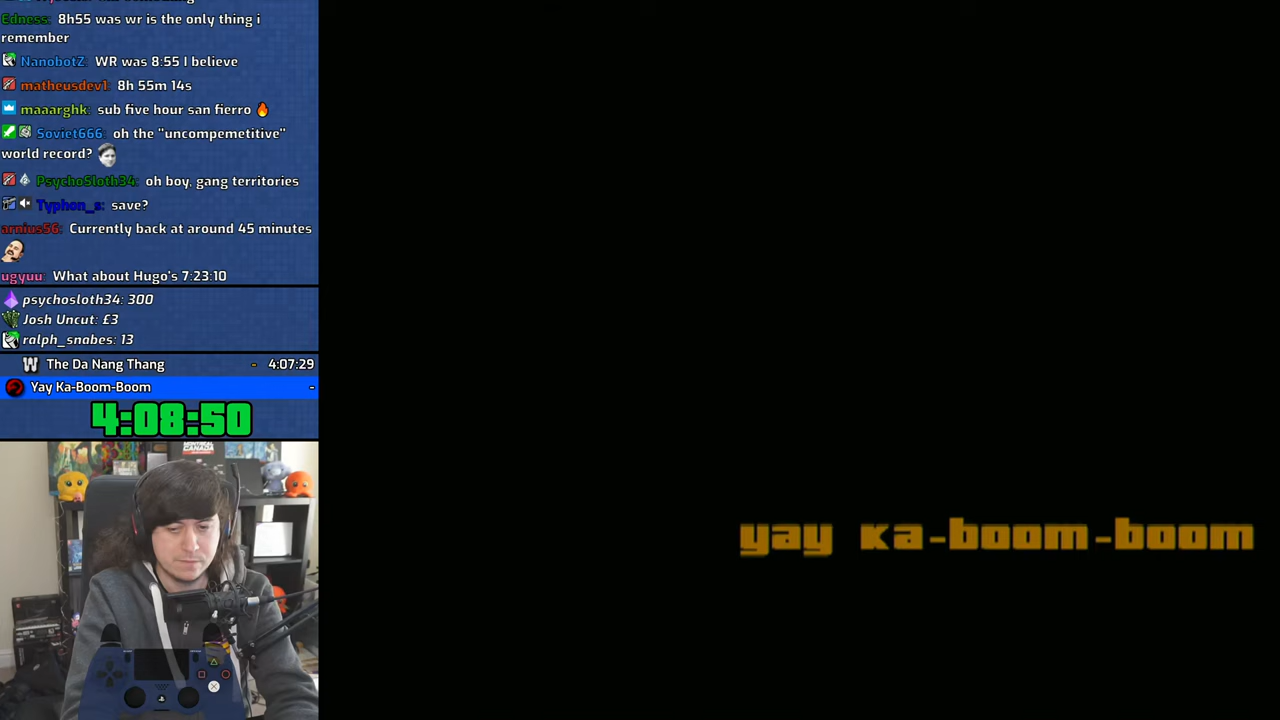 Edness: 8h55 was wr is the only thing i
remember
NanobotZ: WR was 8:55 I believe
matheusdev1: 8h 55m 14s
maaarghk: sub five hour san fierro
Soviet666: oh the "uncompemetitive"
world record?
PsychoSloth34: oh boy, gang territories
Typhon_s: save?
arnius56: Currently back at around 45 minutes
ugyuu: What about Hugo's 7:23:10
psychosloth34: 300
Josh Uncut: £3
ralph_snabes: 13
The Da Nang Thang - 4:07:29
Yay Ka-Boom-Boom -
4:08:50
CANADA
yay ka-boom-boom